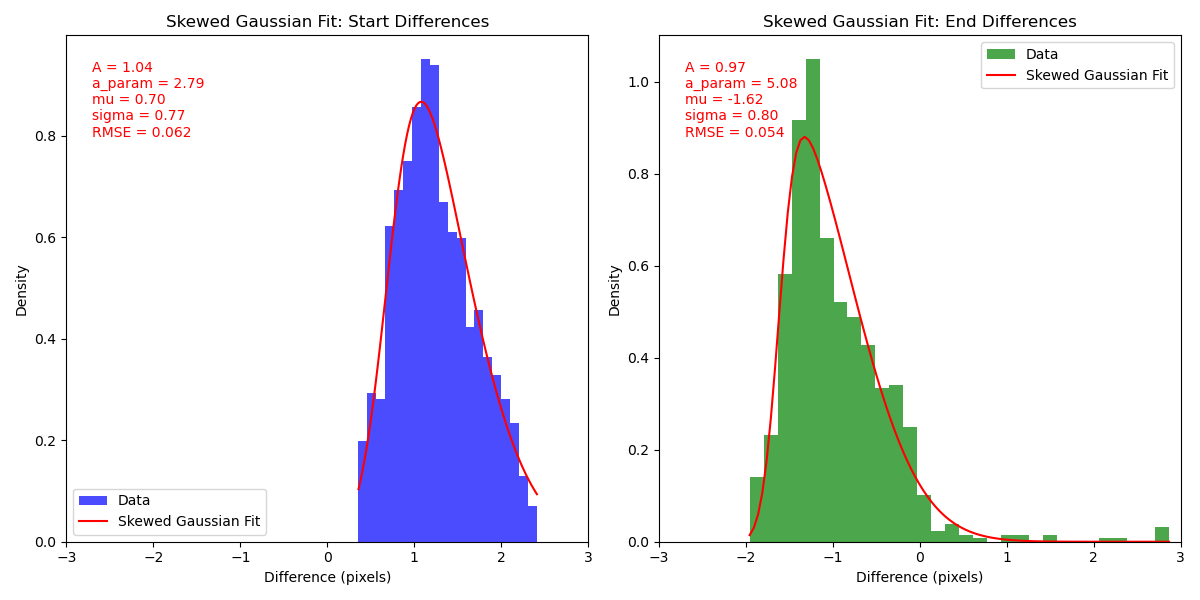 Skewed Gaussian Fit: Start Differences
A = 1.04
a_param = 2.79
mu = 0.70
sigma = 0.77
RMSE = 0.062
Density
0.8
0.6
0.4
0.2
0.0
Data
Skewed Gaussian Fit
−3
−2
−1
0
1
2
3
Difference (pixels)
Skewed Gaussian Fit: End Differences
A = 0.97
a_param = 5.08
mu = -1.62
sigma = 0.80
RMSE = 0.054
Data
Skewed Gaussian Fit
Density
1.0
0.8
0.6
0.4
0.2
0.0
−3
−2
−1
0
1
2
3
Difference (pixels)